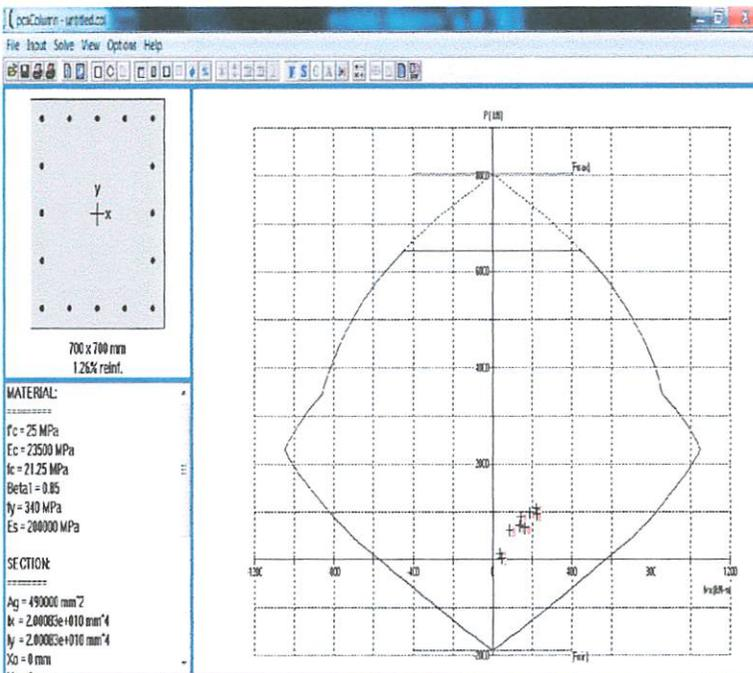 pcaColumn - untitled.col
File Input Solve View Options Help
y
x
700 x 700 mm
1.26% reinf.
MATERIAL:
=========
f'c = 25 MPa
Ec = 23500 MPa
fc = 21.25 MPa
Beta1 = 0.85
fy = 340 MPa
Es = 200000 MPa
SECTION:
========
Ag = 490000 mm^2
Ix = 2.00083e+010 mm^4
Iy = 2.00083e+010 mm^4
Xo = 0 mm
8000
6000
4000
2000
-1200
-800
-400
0
400
800
1200
-2000